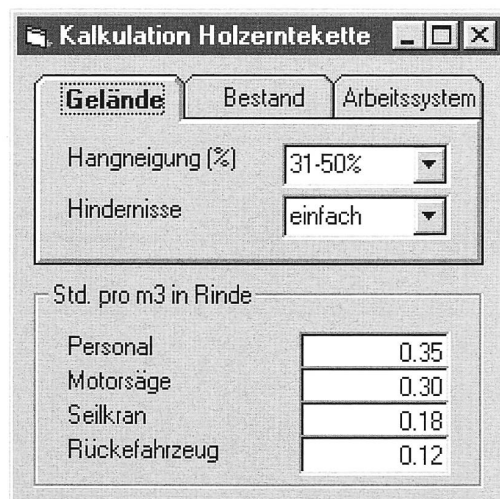 Kalkulation Holzerntekette
Gelände Bestand Arbeitssystem
Hangneigung (%) 31-50%
Hindernisse einfach
Std. pro m3 in Rinde
Personal 0.35
Motorsäge 0.30
Seilkran 0.18
Rückefahrzeug 0.12